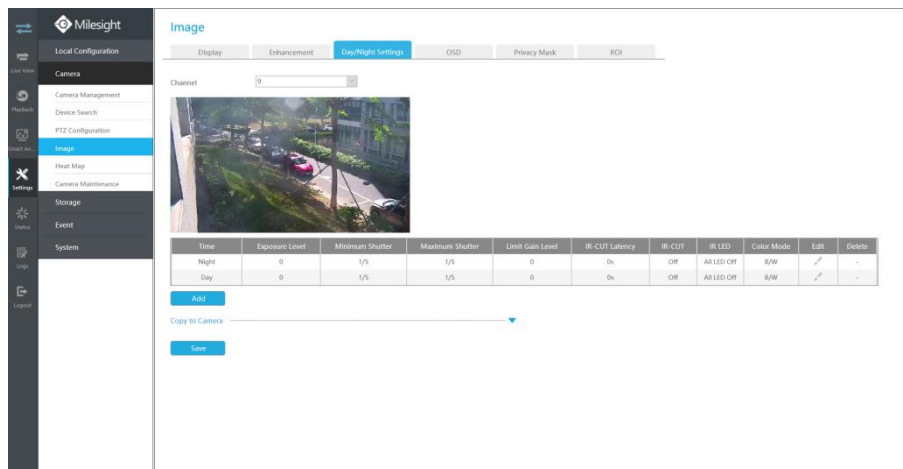 Milesight
Local Configuration
Live View
Camera
Camera Management
Playback
Device Search
PTZ Configuration
Smart An...
Image
Heat Map
Settings
Camera Maintenance
Storage
Status
Event
System
Logs
Logout
Image
Display Enhancement Day/Night Settings OSD Privacy Mask ROI
Channel 9
Time Exposure Level Minimum Shutter Maximum Shutter Limit Gain Level IR-CUT Latency IR-CUT IR LED Color Mode Edit Delete
Night 0 1/5 1/5 0 0s Off All LED Off B/W -
Day 0 1/5 1/5 0 0s Off All LED Off B/W -
Add
Copy to Camera
Save